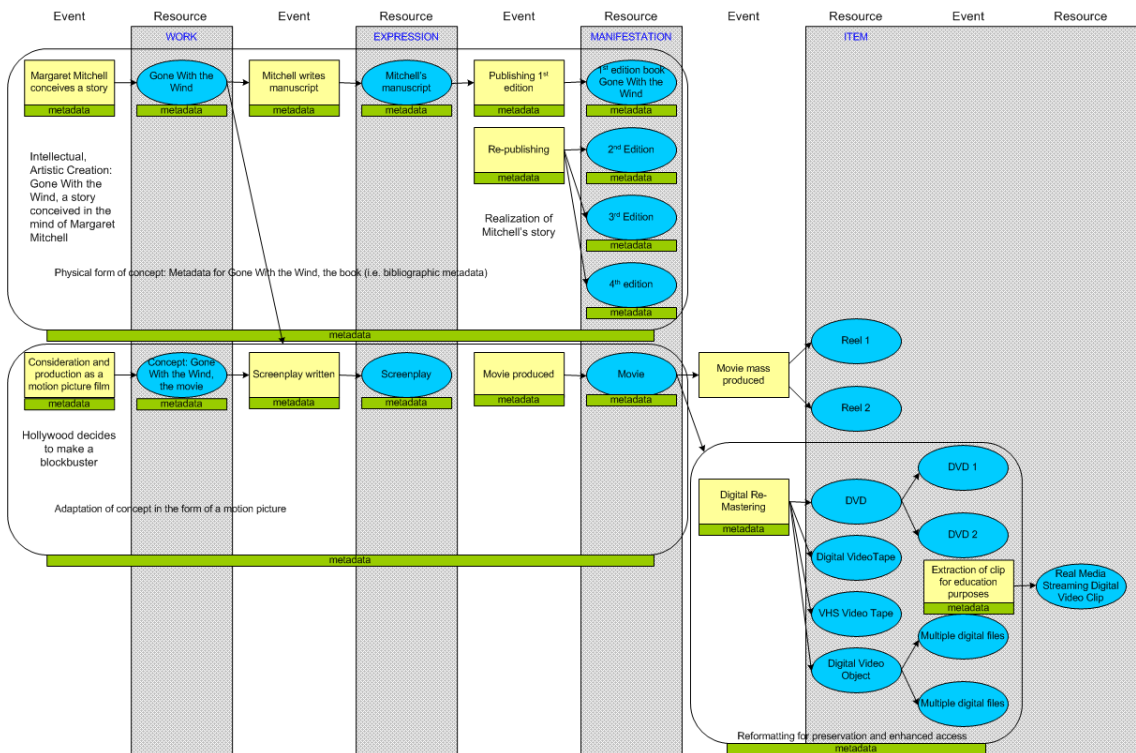 Event
Resource
Event
Resource
Event
Resource
Event
Resource
Event
Resource
WORK
EXPRESSION
MANIFESTATION
ITEM
Margaret Mitchell
conceives a story
metadata
Gone With the
Wind
metadata
Mitchell writes
manuscript
metadata
Mitchell's
manuscript
metadata
Publishing 1st
edition
metadata
1st edition book
Gone With the
Wind
metadata
Re-publishing
metadata
2nd Edition
metadata
Intellectual,
Artistic Creation:
Gone With the
Wind, a story
conceived in the
mind of Margaret
Mitchell
Realization of
Mitchell's story
3rd Edition
metadata
Physical form of concept: Metadata for Gone With the Wind, the book (i.e. bibliographic metadata)
4th edition
metadata
metadata
Consideration and
production as a
motion picture film
metadata
Concept: Gone
With the Wind,
the movie
metadata
Screenplay written
metadata
Screenplay
metadata
Movie produced
metadata
Movie
metadata
Movie mass
produced
Reel 1
Reel 2
Hollywood decides
to make a
blockbuster
Adaptation of concept in the form of a motion picture
metadata
Digital Re-
Mastering
metadata
DVD
DVD 1
DVD 2
Digital VideoTape
Extraction of clip
for education
purposes
metadata
Real Media
Streaming Digital
Video Clip
VHS Video Tape
Digital Video
Object
Multiple digital files
Multiple digital files
Reformatting for preservation and enhanced access
metadata